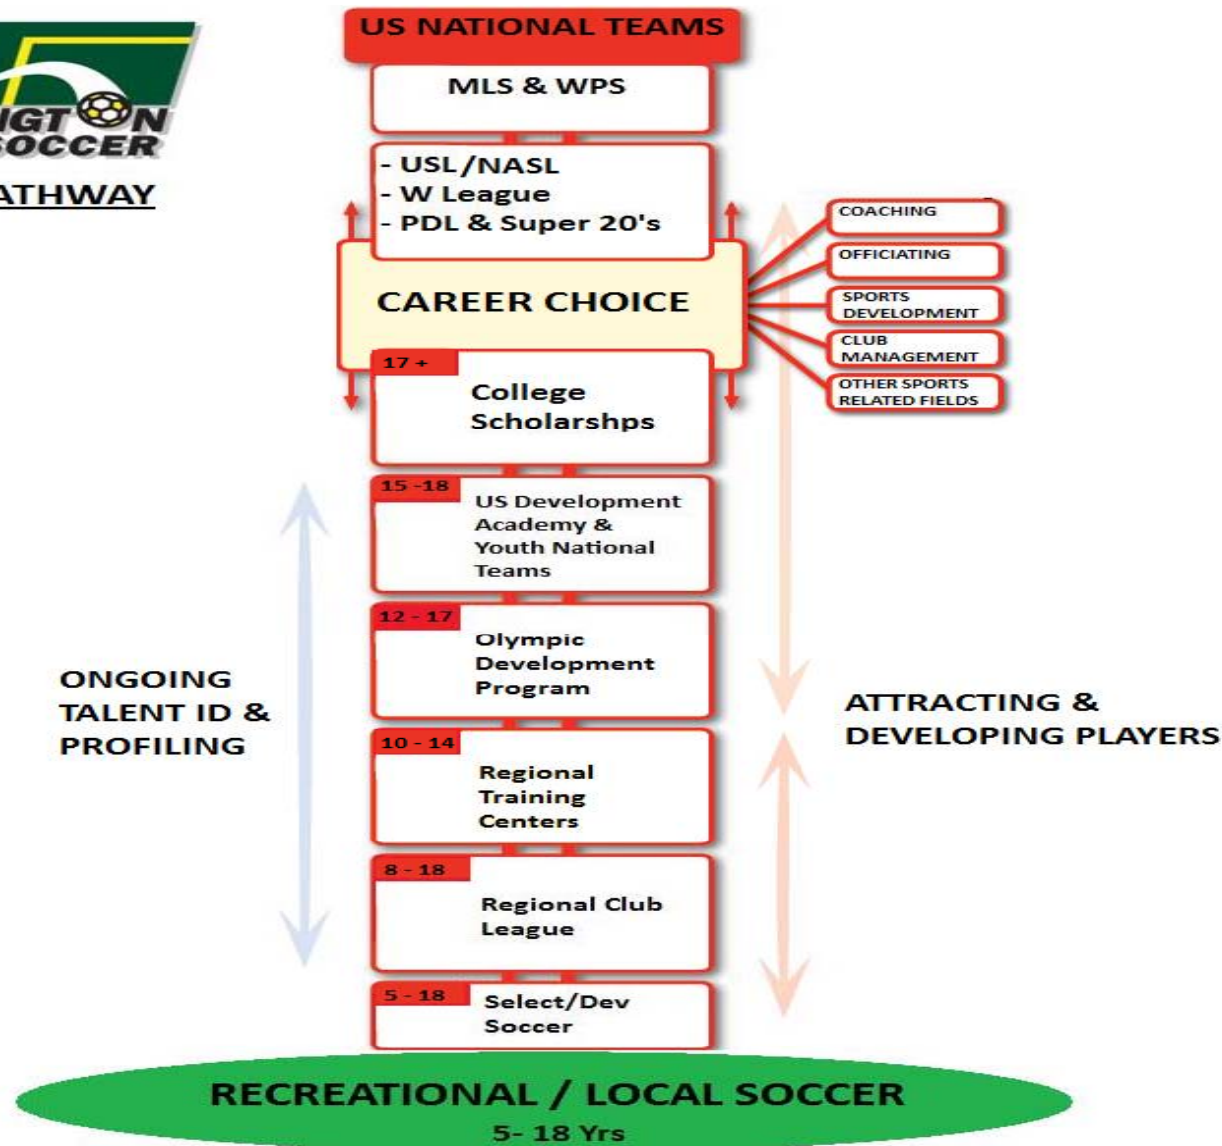 US NATIONAL TEAMS
MLS & WPS
SOCCER
- USL/NASL
- W League
- PDL & Super 20's
COACHING
OFFICIATING
SPORTS
DEVELOPMENT
CLUB
MANAGEMENT
OTHER SPORTS
RELATED FIELDS
CAREER CHOICE
17 +
College
Scholarshps
15 -18
US Development
Academy &
Youth National
Teams
12 - 17
Olympic
Development
Program
ONGOING
TALENT ID &
PROFILING
ATTRACTING &
DEVELOPING PLAYERS
10 - 14
Regional
Training
Centers
8 - 18
Regional Club
League
5 - 18
Select/Dev
Soccer
RECREATIONAL / LOCAL SOCCER
5- 18 Yrs